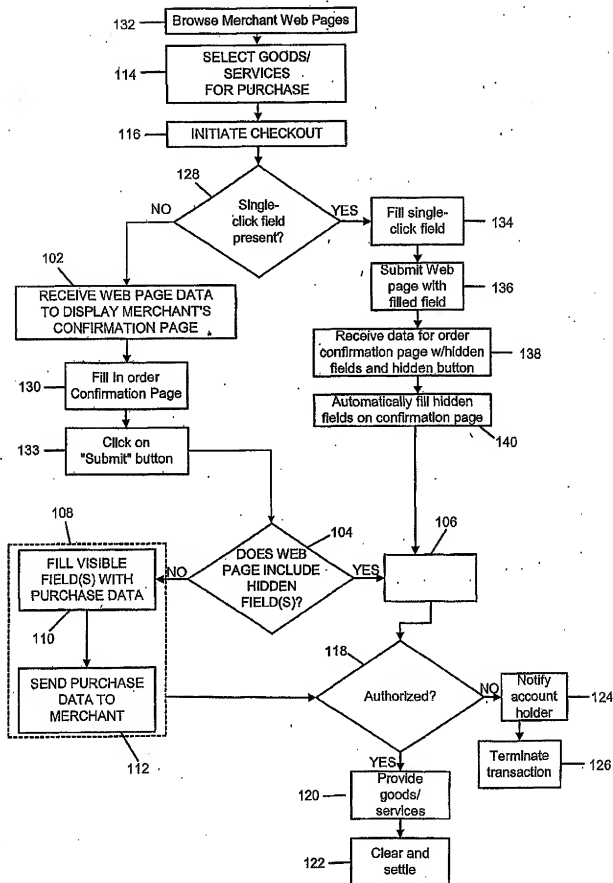 132
Browse Merchant Web Pages
114
SELECT GOODS/
SERVICES
FOR PURCHASE
116
INITIATE CHECKOUT
128
Single-
click field
present?
NO
YES
Fill single-
click field
134
102
RECEIVE WEB PAGE DATA
TO DISPLAY MERCHANT'S
CONFIRMATION PAGE
Submit Web
page with
filled field
136
Receive data for order
confirmation page w/hidden
fields and hidden button
138
130
Fill in order
Confirmation Page
Automatically fill hidden
fields on confirmation page
140
133
Click on
"Submit" button
108
104
106
DOES WEB
PAGE INCLUDE
HIDDEN
FIELD(S)?
NO
YES
FILL VISIBLE
FIELD(S) WITH
PURCHASE DATA
110
118
Authorized?
NO
Notify
account
holder
124
SEND PURCHASE
DATA TO
MERCHANT
112
Terminate
transaction
126
YES
120
Provide
goods/
services
122
Clear and
settle